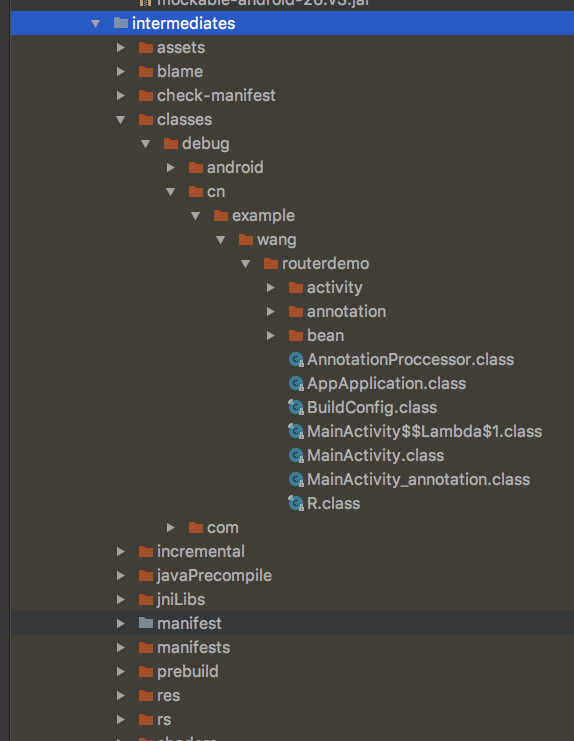 mockable-android-26.v3.jar
intermediates
assets
blame
check-manifest
classes
debug
android
cn
example
wang
routerdemo
activity
annotation
bean
AnnotationProccessor.class
AppApplication.class
BuildConfig.class
MainActivity$$Lambda$1.class
MainActivity.class
MainActivity_annotation.class
R.class
com
incremental
javaPrecompile
jniLibs
manifest
manifests
prebuild
res
rs
shaders